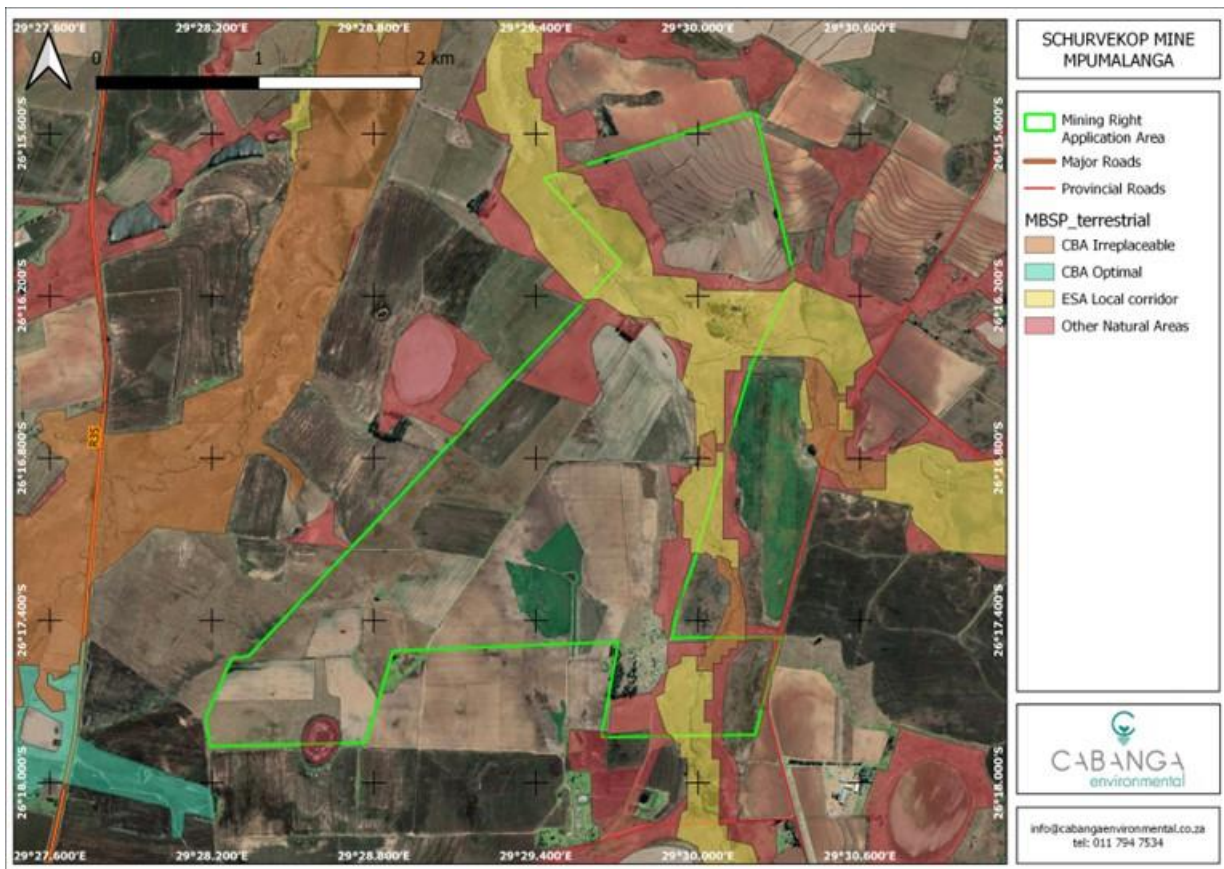 29°27.600'E 29°28.200'E 29°28.800'E 29°29.400'E 29°30.000'E 29°30.600'E
0 1 2 km
26°15.600'S 26°15.600'S
26°16.200'S 26°16.200'S
R35
26°16.800'S 26°16.800'S
26°17.400'S 26°17.400'S
26°18.000'S 26°18.000'S
29°27.600'E 29°28.200'E 29°28.800'E 29°29.400'E 29°30.000'E 29°30.600'E
SCHURVEKOP MINE
MPUMALANGA
Mining Right
Application Area
Major Roads
Provincial Roads
MBSP_terrestrial
CBA Irreplaceable
CBA Optimal
ESA Local corridor
Other Natural Areas
CABANGA
environmental
info@cabangaenvironmental.co.za
tel: 011 794 7534